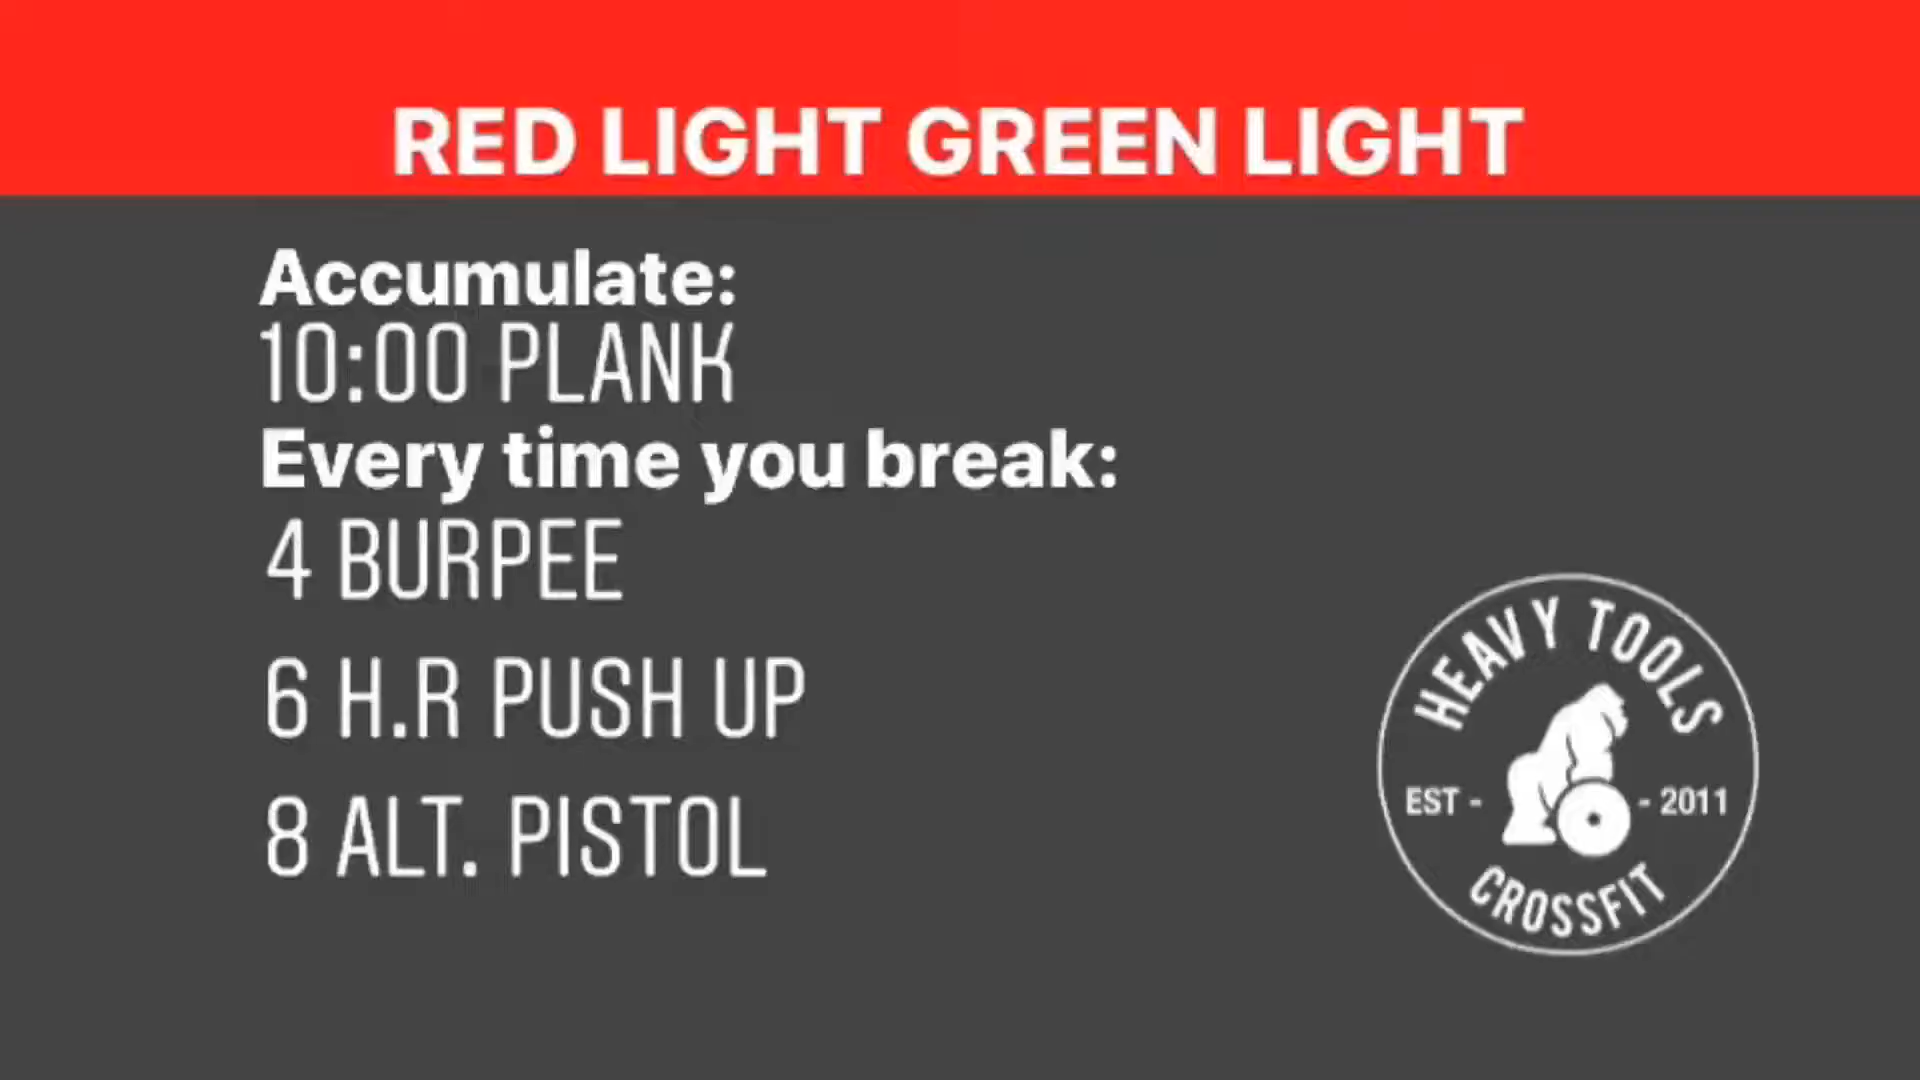 RED LIGHT GREEN LIGHT
Accumulate:
10:00 PLANK
Every time you break:
4 BURPEE
6 H.R PUSH UP
8 ALT. PISTOL
HEAVY TOOLS
EST - - 2011
CROSSFIT